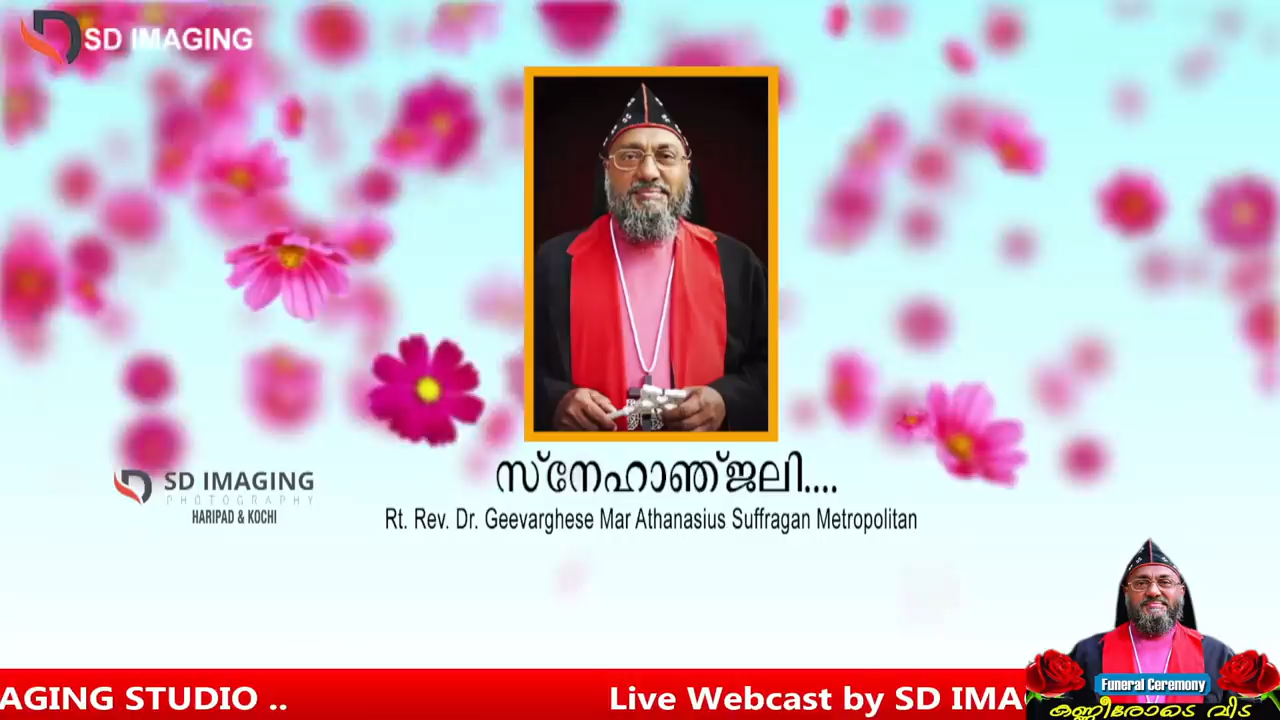 SD IMAGING
സ്നേഹാഞ്ജലി....
SD IMAGING
PHOTOGRAPHY
HARIPAD & KOCHI
Rt. Rev. Dr. Geevarghese Mar Athanasius Suffragan Metropolitan
AGING STUDIO .. Live Webcast by SD IMA
Funeral Ceremony
കണ്ണീരോടെ വിട